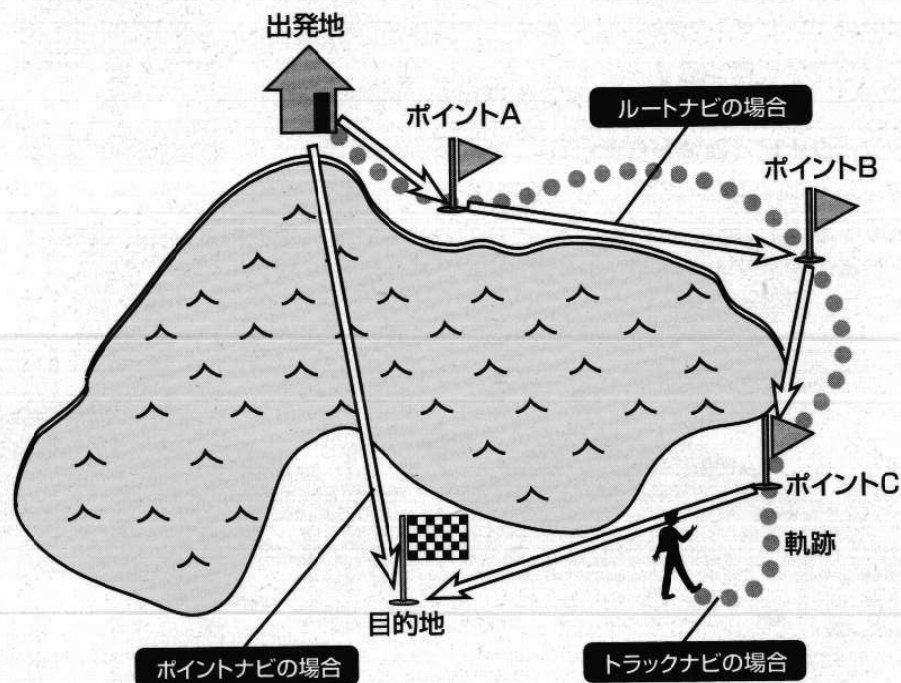 出発地
ポイントA
ルートナビの場合
ポイントB
ポイントC
軌跡
目的地
ポイントナビの場合
トラックナビの場合